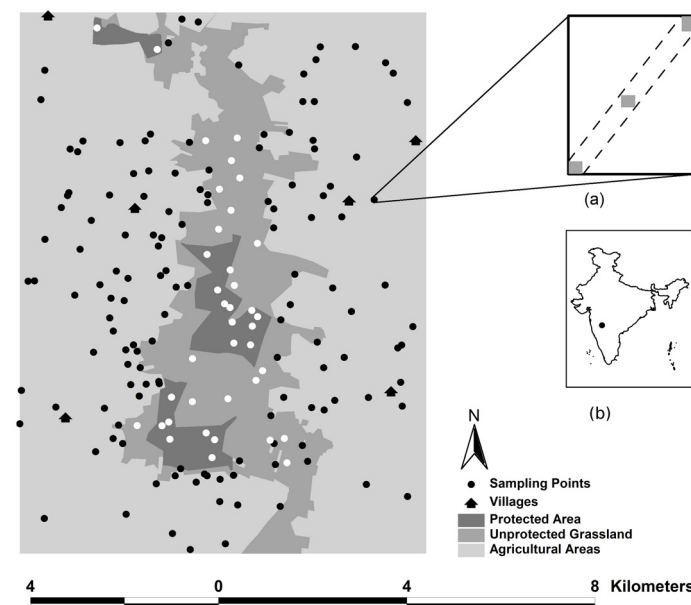 (a)
(b)
N
Sampling Points
Villages
Protected Area
Unprotected Grassland
Agricultural Areas
4 0 4 8 Kilometers